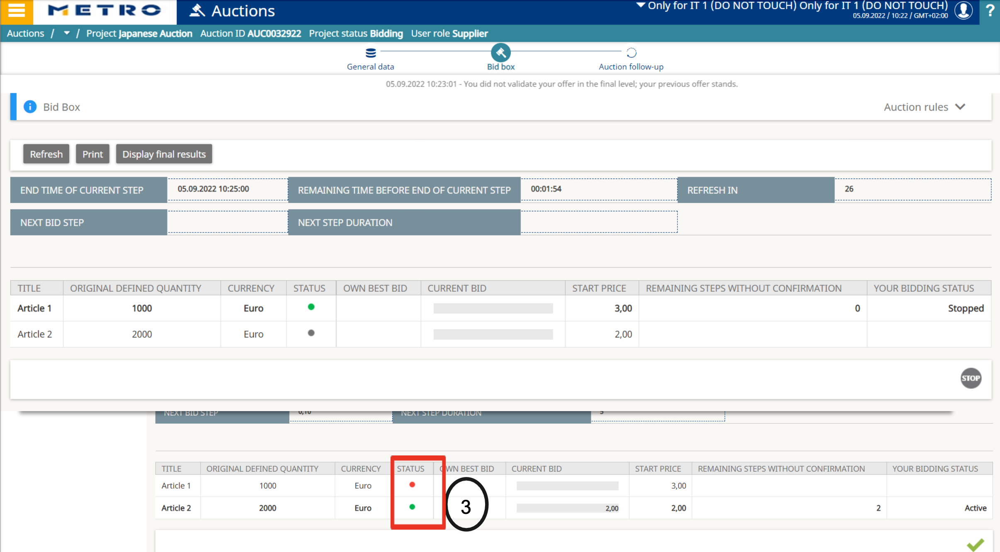 METRO Auctions Only for IT 1 (DO NOT TOUCH) Only for IT 1 (DO NOT TOUCH) ?
05.09.2022 / 10:22 / GMT+02:00
Auctions / / Project Japanese Auction Auction ID AUC0032922 Project status Bidding User role Supplier
General data Bid box Auction follow-up
05.09.2022 10:23:01 - You did not validate your offer in the final level; your previous offer stands.
i Bid Box Auction rules
Refresh Print Display final results
END TIME OF CURRENT STEP 05.09.2022 10:25:00 REMAINING TIME BEFORE END OF CURRENT STEP 00:01:54 REFRESH IN 26
NEXT BID STEP NEXT STEP DURATION
TITLE ORIGINAL DEFINED QUANTITY CURRENCY STATUS OWN BEST BID CURRENT BID START PRICE REMAINING STEPS WITHOUT CONFIRMATION YOUR BIDDING STATUS
Article 1 1000 Euro 3,00 0 Stopped
Article 2 2000 Euro 2,00
STOP
NEXT BID STEP 0,10 NEXT STEP DURATION 5
TITLE ORIGINAL DEFINED QUANTITY CURRENCY STATUS OWN BEST BID CURRENT BID START PRICE REMAINING STEPS WITHOUT CONFIRMATION YOUR BIDDING STATUS
Article 1 1000 Euro 3,00
Article 2 2000 Euro 3 2,00 2,00 2 Active